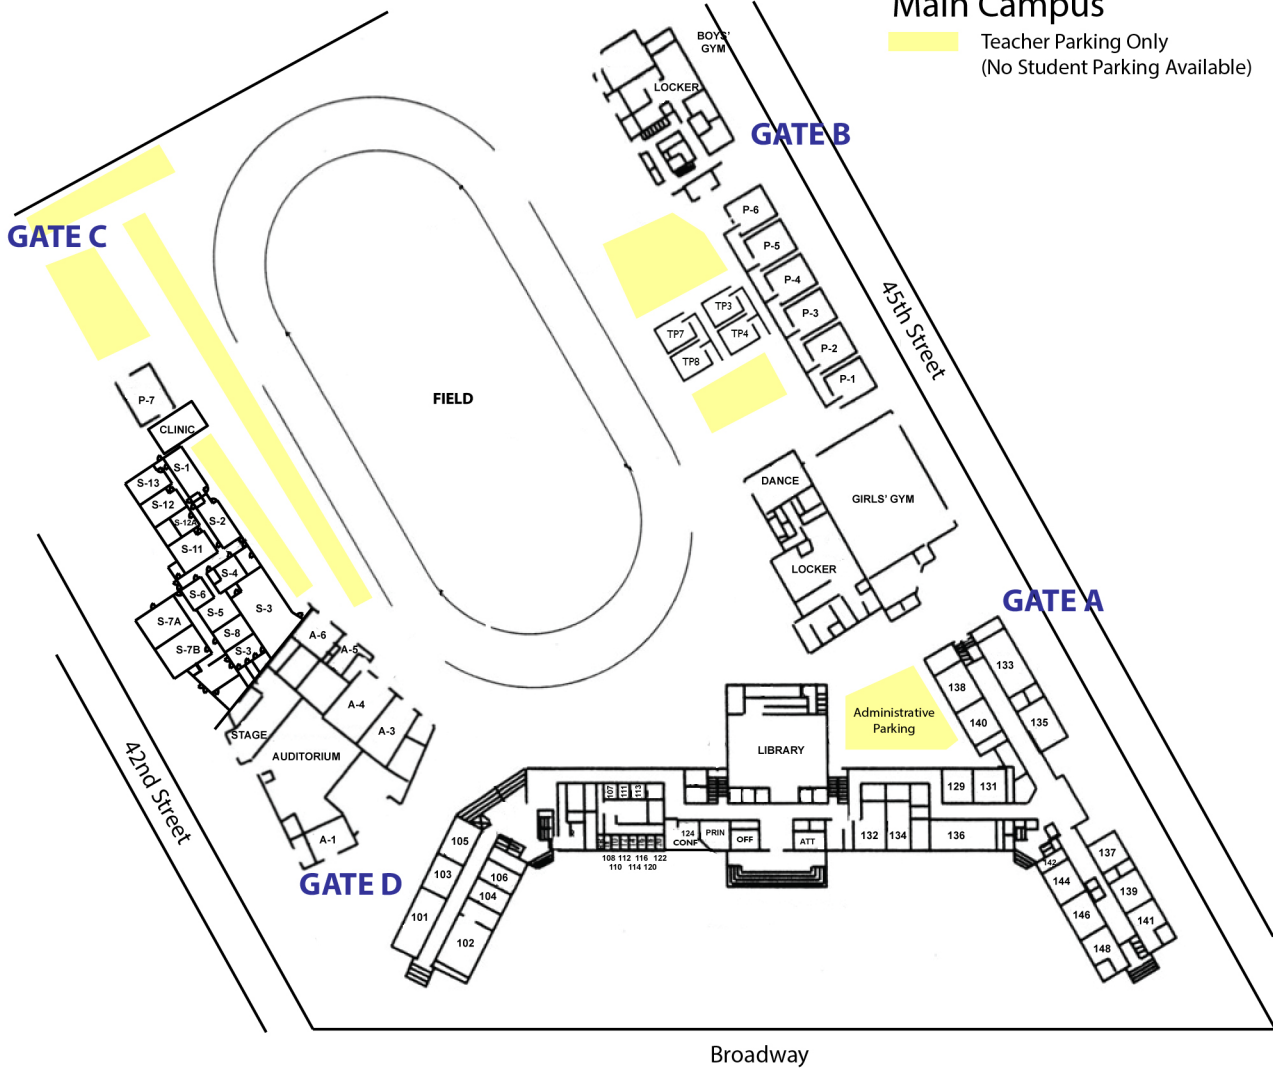 Main Campus
Teacher Parking Only
(No Student Parking Available)
BOYS'
GYM
LOCKER
GATE B
P-6
P-5
P-4
P-3
P-2
P-1
TP3
TP7
TP4
TP8
45th Street
GATE C
FIELD
P-7
CLINIC
S-1
S-13
S-12
S-12A
S-2
S-11
S-4
S-6
S-3
S-5
S-7A
S-8
S-7B
S-3
A-6
A-5
A-4
A-3
STAGE
AUDITORIUM
A-1
GATE D
42nd Street
DANCE
GIRLS' GYM
LOCKER
GATE A
133
138
135
140
Administrative
Parking
LIBRARY
129
131
107
111
113
105
103
101
106
104
102
124
CONF
PRIN
OFF
ATT
132
134
136
108 112 116 122
110 114 120
142
144
146
148
137
139
141
Broadway